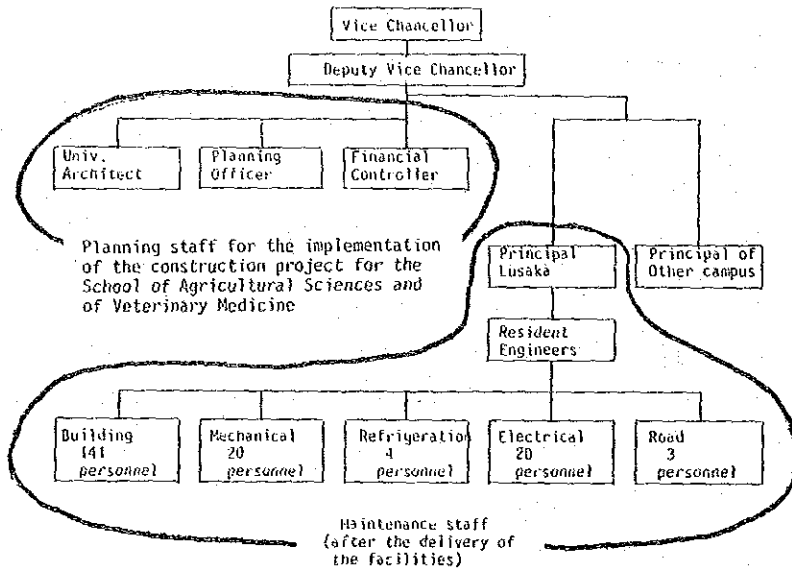 Vice Chancellor
Deputy Vice Chancellor
Univ.
Architect
Planning
Officer
Financial
Controller
Planning staff for the implementation
of the construction project for the
School of Agricultural Sciences and
of Veterinary Medicine
Principal
Lusaka
Principal of
Other campus
Resident
Engineers
Building
141
personnel
Mechanical
20
personnel
Refrigeration
4
personnel
Electrical
20
personnel
Road
3
personnel
Maintenance staff
(after the delivery of
the facilities)